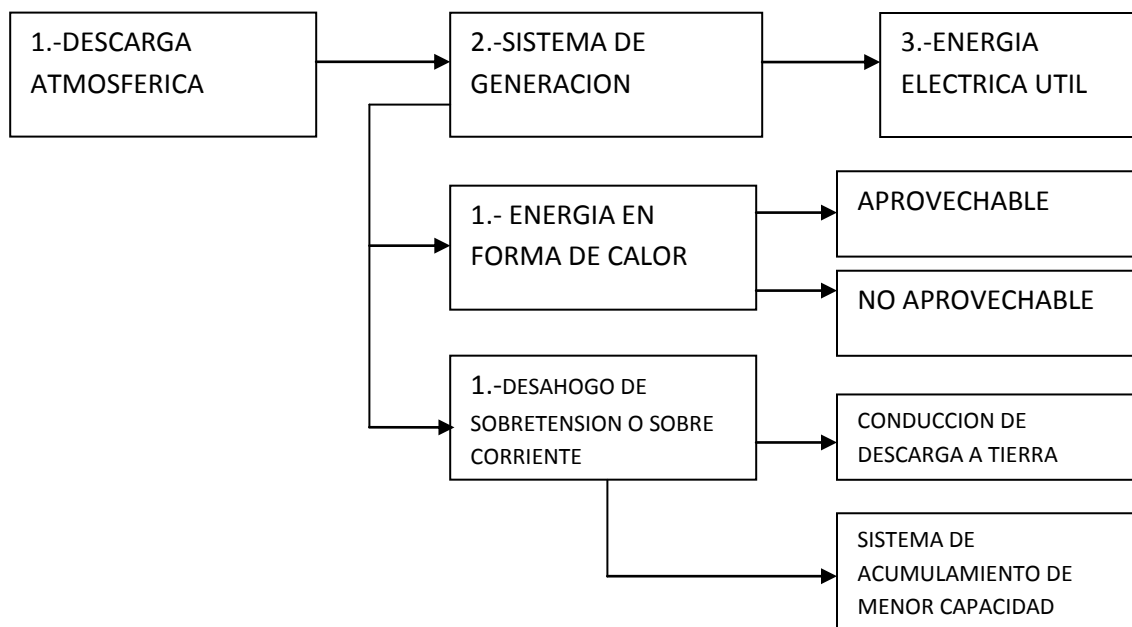 1.-DESCARGA
ATMOSFERICA
2.-SISTEMA DE
GENERACION
3.-ENERGIA
ELECTRICA UTIL
1.- ENERGIA EN
FORMA DE CALOR
APROVECHABLE
NO APROVECHABLE
1.-DESAHOGO DE
SOBRETENSION O SOBRE
CORRIENTE
CONDUCCION DE
DESCARGA A TIERRA
SISTEMA DE
ACUMULAMIENTO DE
MENOR CAPACIDAD